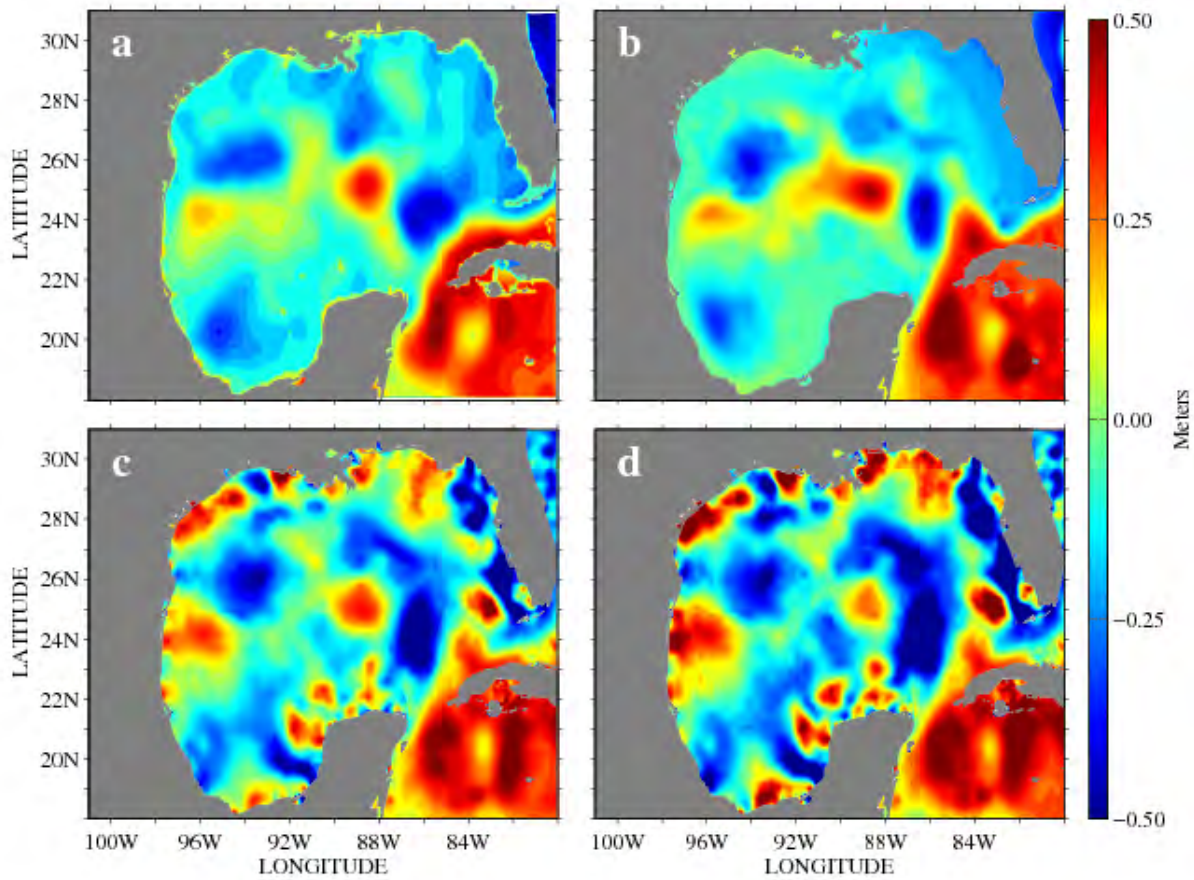 a
b
30N
28N
26N
24N
22N
20N
LATITUDE
0.50
0.25
0.00
−0.25
−0.50
Meters
c
d
30N
28N
26N
24N
22N
20N
LATITUDE
100W 96W 92W 88W 84W
100W 96W 92W 88W 84W
LONGITUDE
LONGITUDE